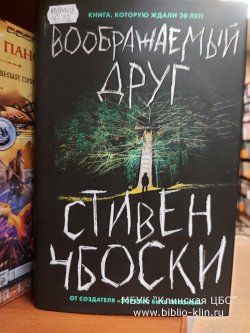 КНИГА, КОТОРУЮ ЖДАЛИ 20 ЛЕТ!
ВООБРАЖАЕМЫЙ
ДРУГ
СТИВЕН
ЧБОСКИ
ОТ СОЗДАТЕЛЯ
МБУК "Клинская ЦБС"
www.biblio-klin.ru